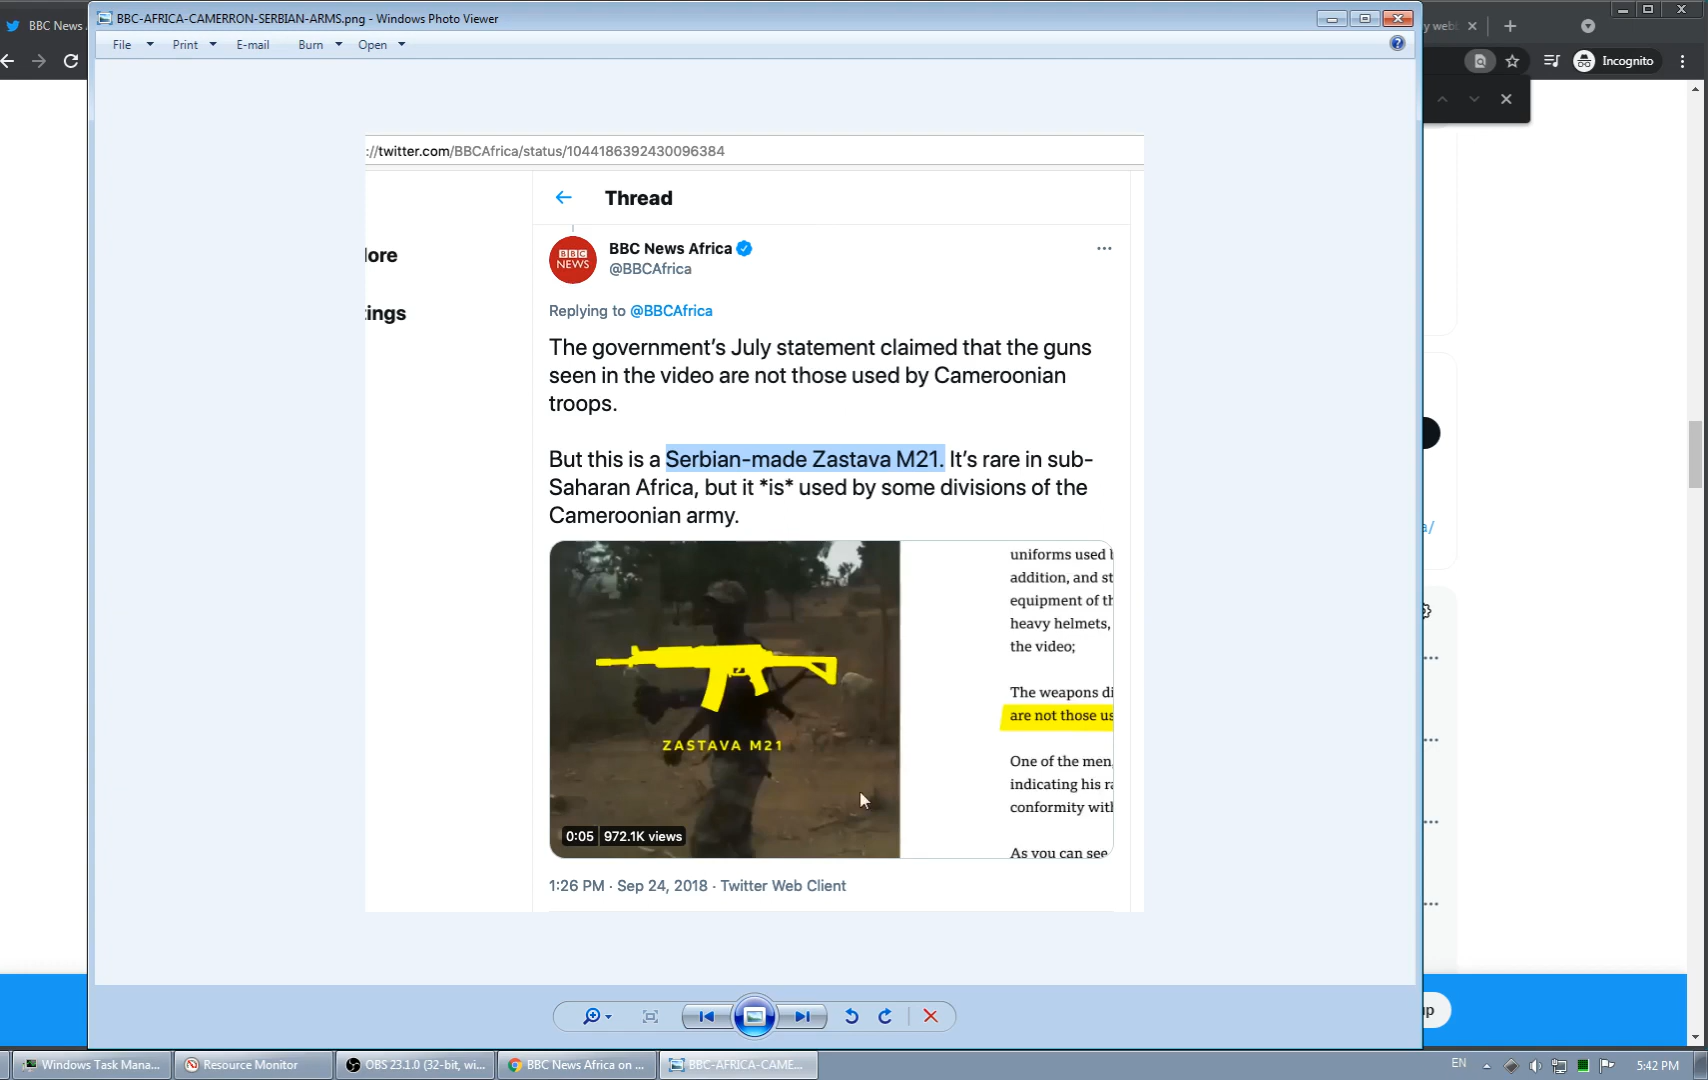 BBC-AFRICA-CAMERRON-SERBIAN-ARMS.png - Windows Photo Viewer
BBC News
File Print E-mail Burn Open
Incognito
://twitter.com/BBCAfrica/status/1044186392430096384
Thread
BBC News Africa
@BBCAfrica
BBC
NEWS
lore
tings
Replying to @BBCAfrica
The government's July statement claimed that the guns
seen in the video are not those used by Cameroonian
troops.
But this is a Serbian-made Zastava M21. It's rare in sub-
Saharan Africa, but it *is* used by some divisions of the
Cameroonian army.
uniforms used
addition, and st
equipment of th
heavy helmets,
the video;
The weapons di
are not those us
One of the men,
indicating his ra
conformity with
As you can see
ZASTAVA M21
0:05 972.1K views
1:26 PM · Sep 24, 2018 · Twitter Web Client
a/
up
Windows Task Mana...
Resource Monitor
OBS 23.1.0 (32-bit, wi...
BBC News Africa on ...
BBC-AFRICA-CAME...
EN
5:42 PM